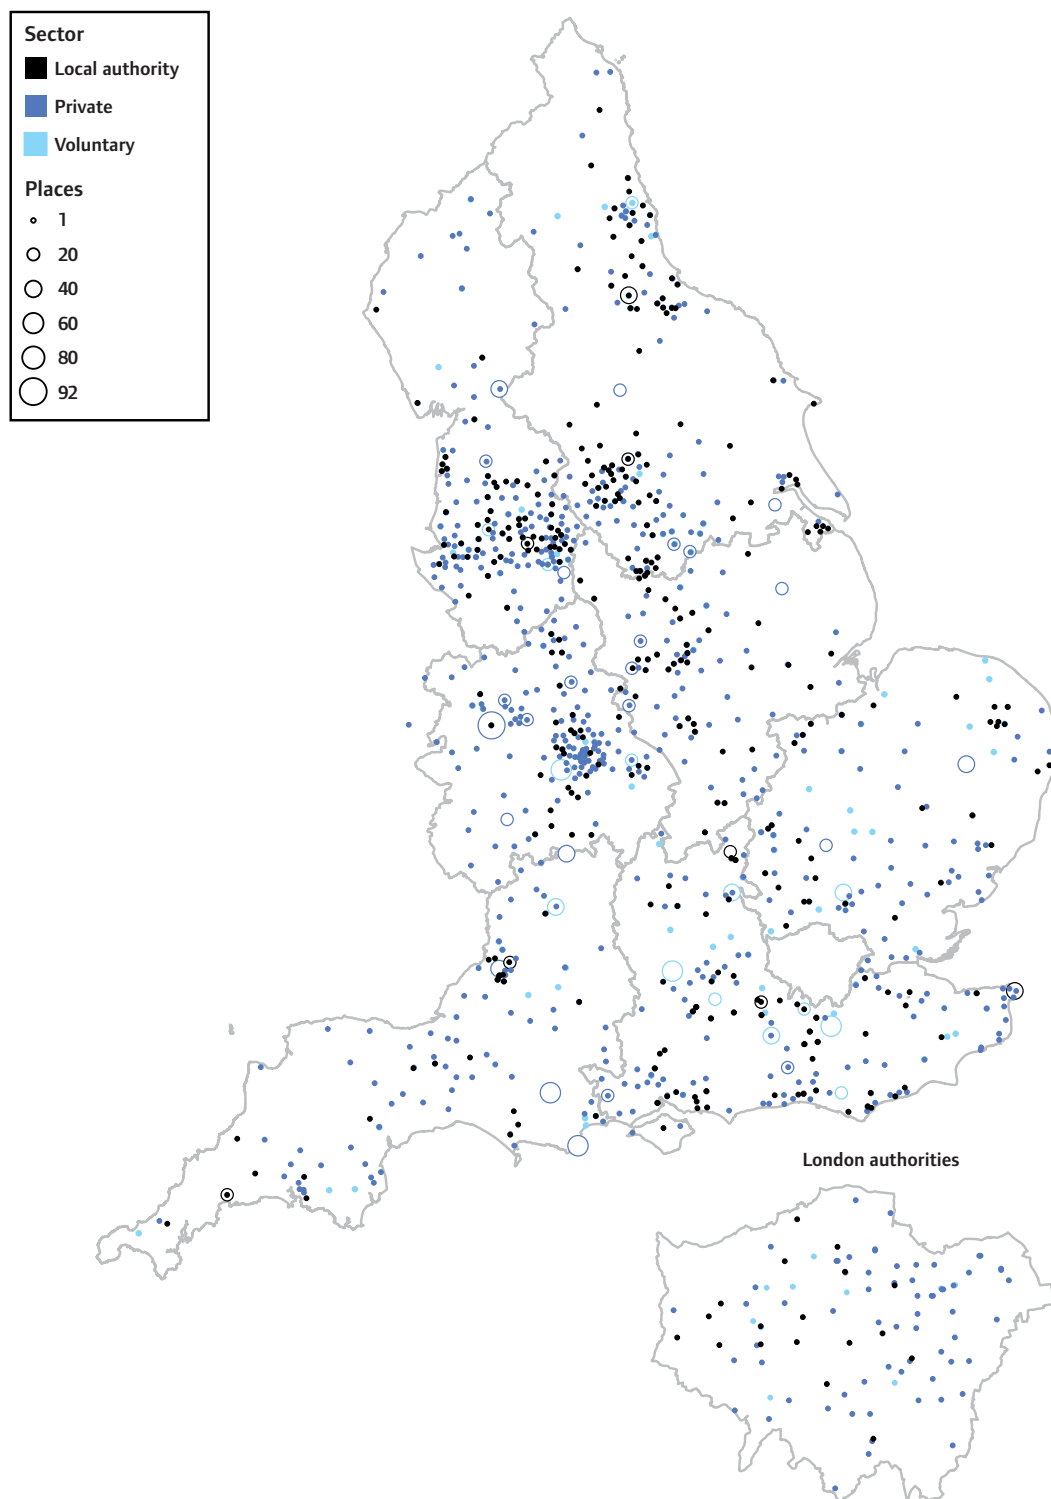 Sector
Local authority
Private
Voluntary
Places
1
20
40
60
80
92
London authorities